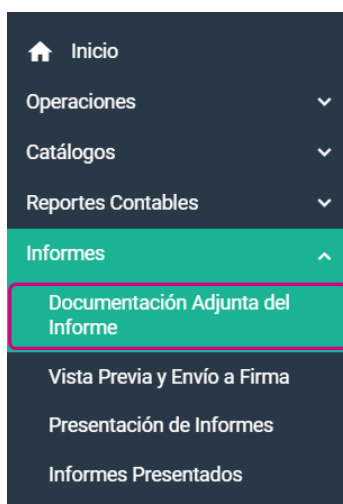 Inicio
Operaciones
Catálogos
Reportes Contables
Informes
Documentación Adjunta del
Informe
Vista Previa y Envío a Firma
Presentación de Informes
Informes Presentados